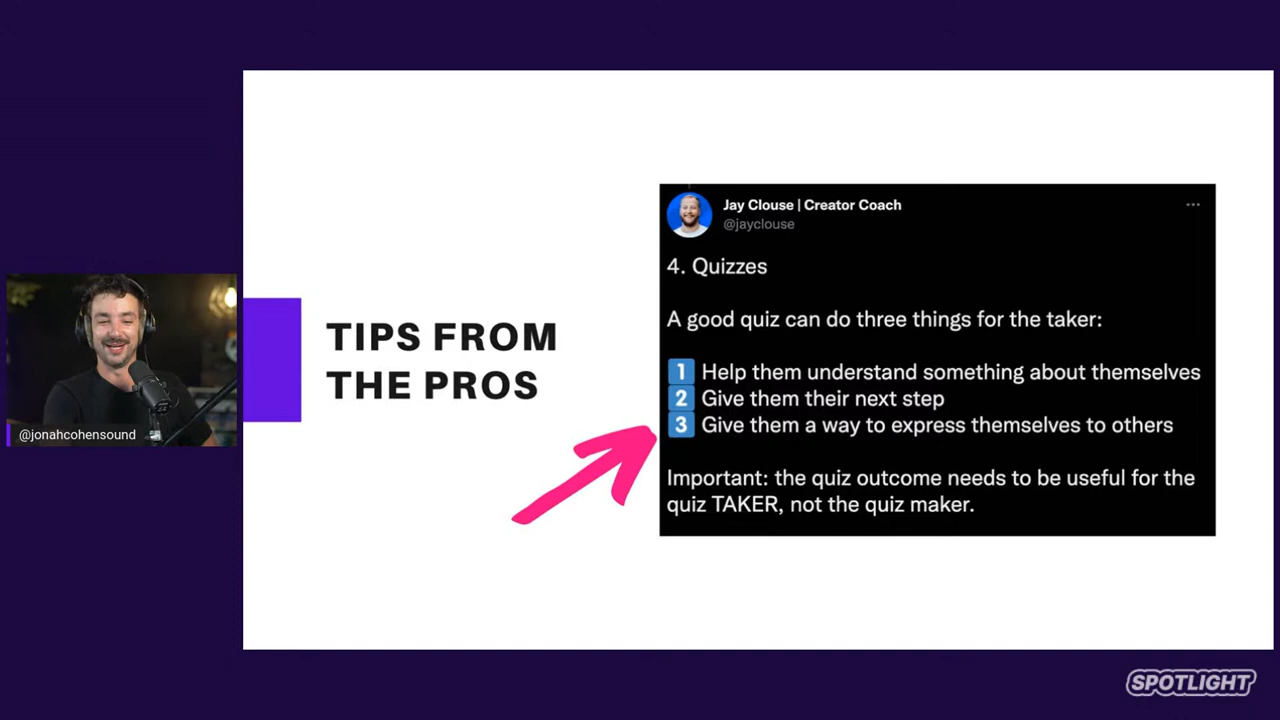 TIPS FROM
THE PROS
Jay Clouse | Creator Coach
@jayclouse
4. Quizzes
A good quiz can do three things for the taker:
1 Help them understand something about themselves
2 Give them their next step
3 Give them a way to express themselves to others
Important: the quiz outcome needs to be useful for the
quiz TAKER, not the quiz maker.
@jonahcohensound
SPOTLIGHT